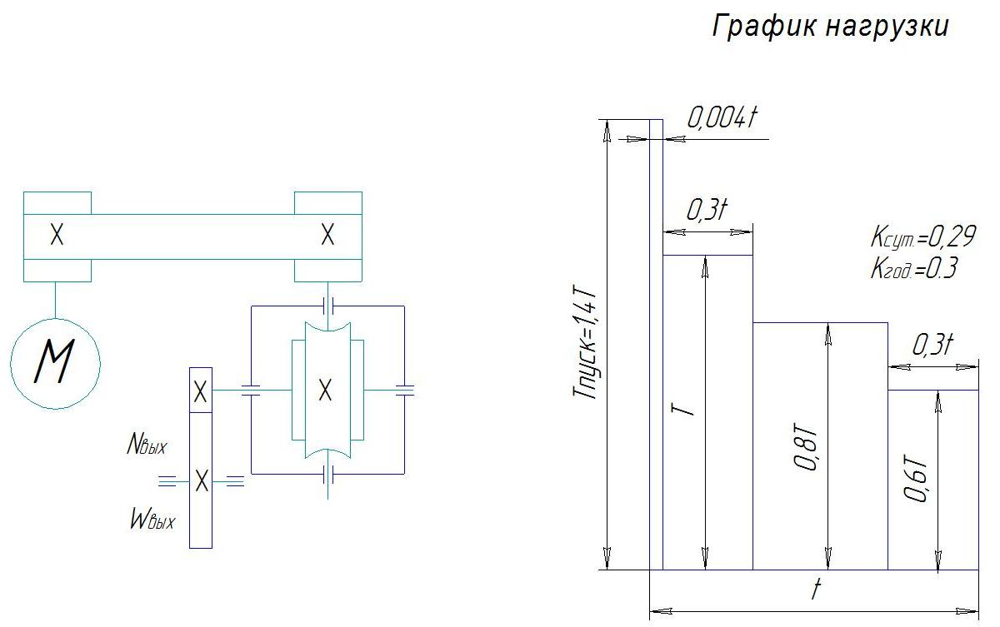 График нагрузки
0,004t
0,3t
Kсут.=0,29
Kгод.=0.3
X
X
Tпуск=1,4T
M
0,3t
X
X
T
0,8T
0,6T
Nвых
X
Wвых
t